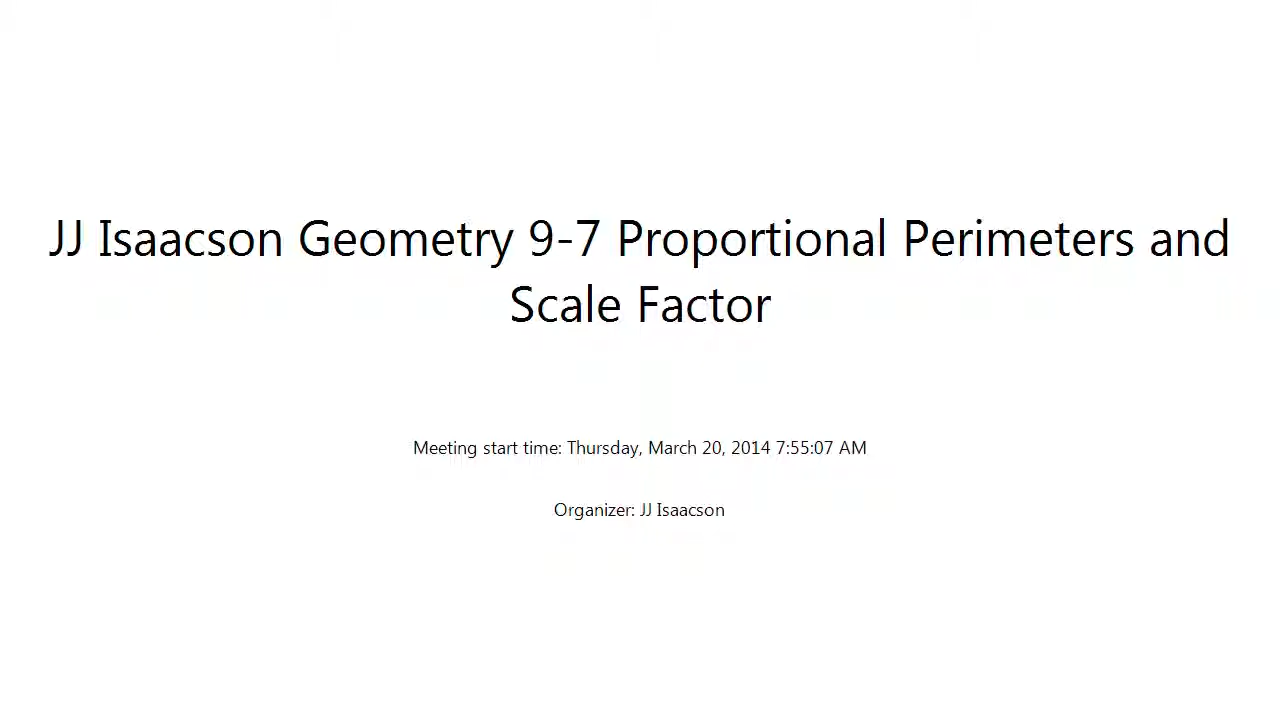 JJ Isaacson Geometry 9-7 Proportional Perimeters and
Scale Factor
Meeting start time: Thursday, March 20, 2014 7:55:07 AM
Organizer: JJ Isaacson